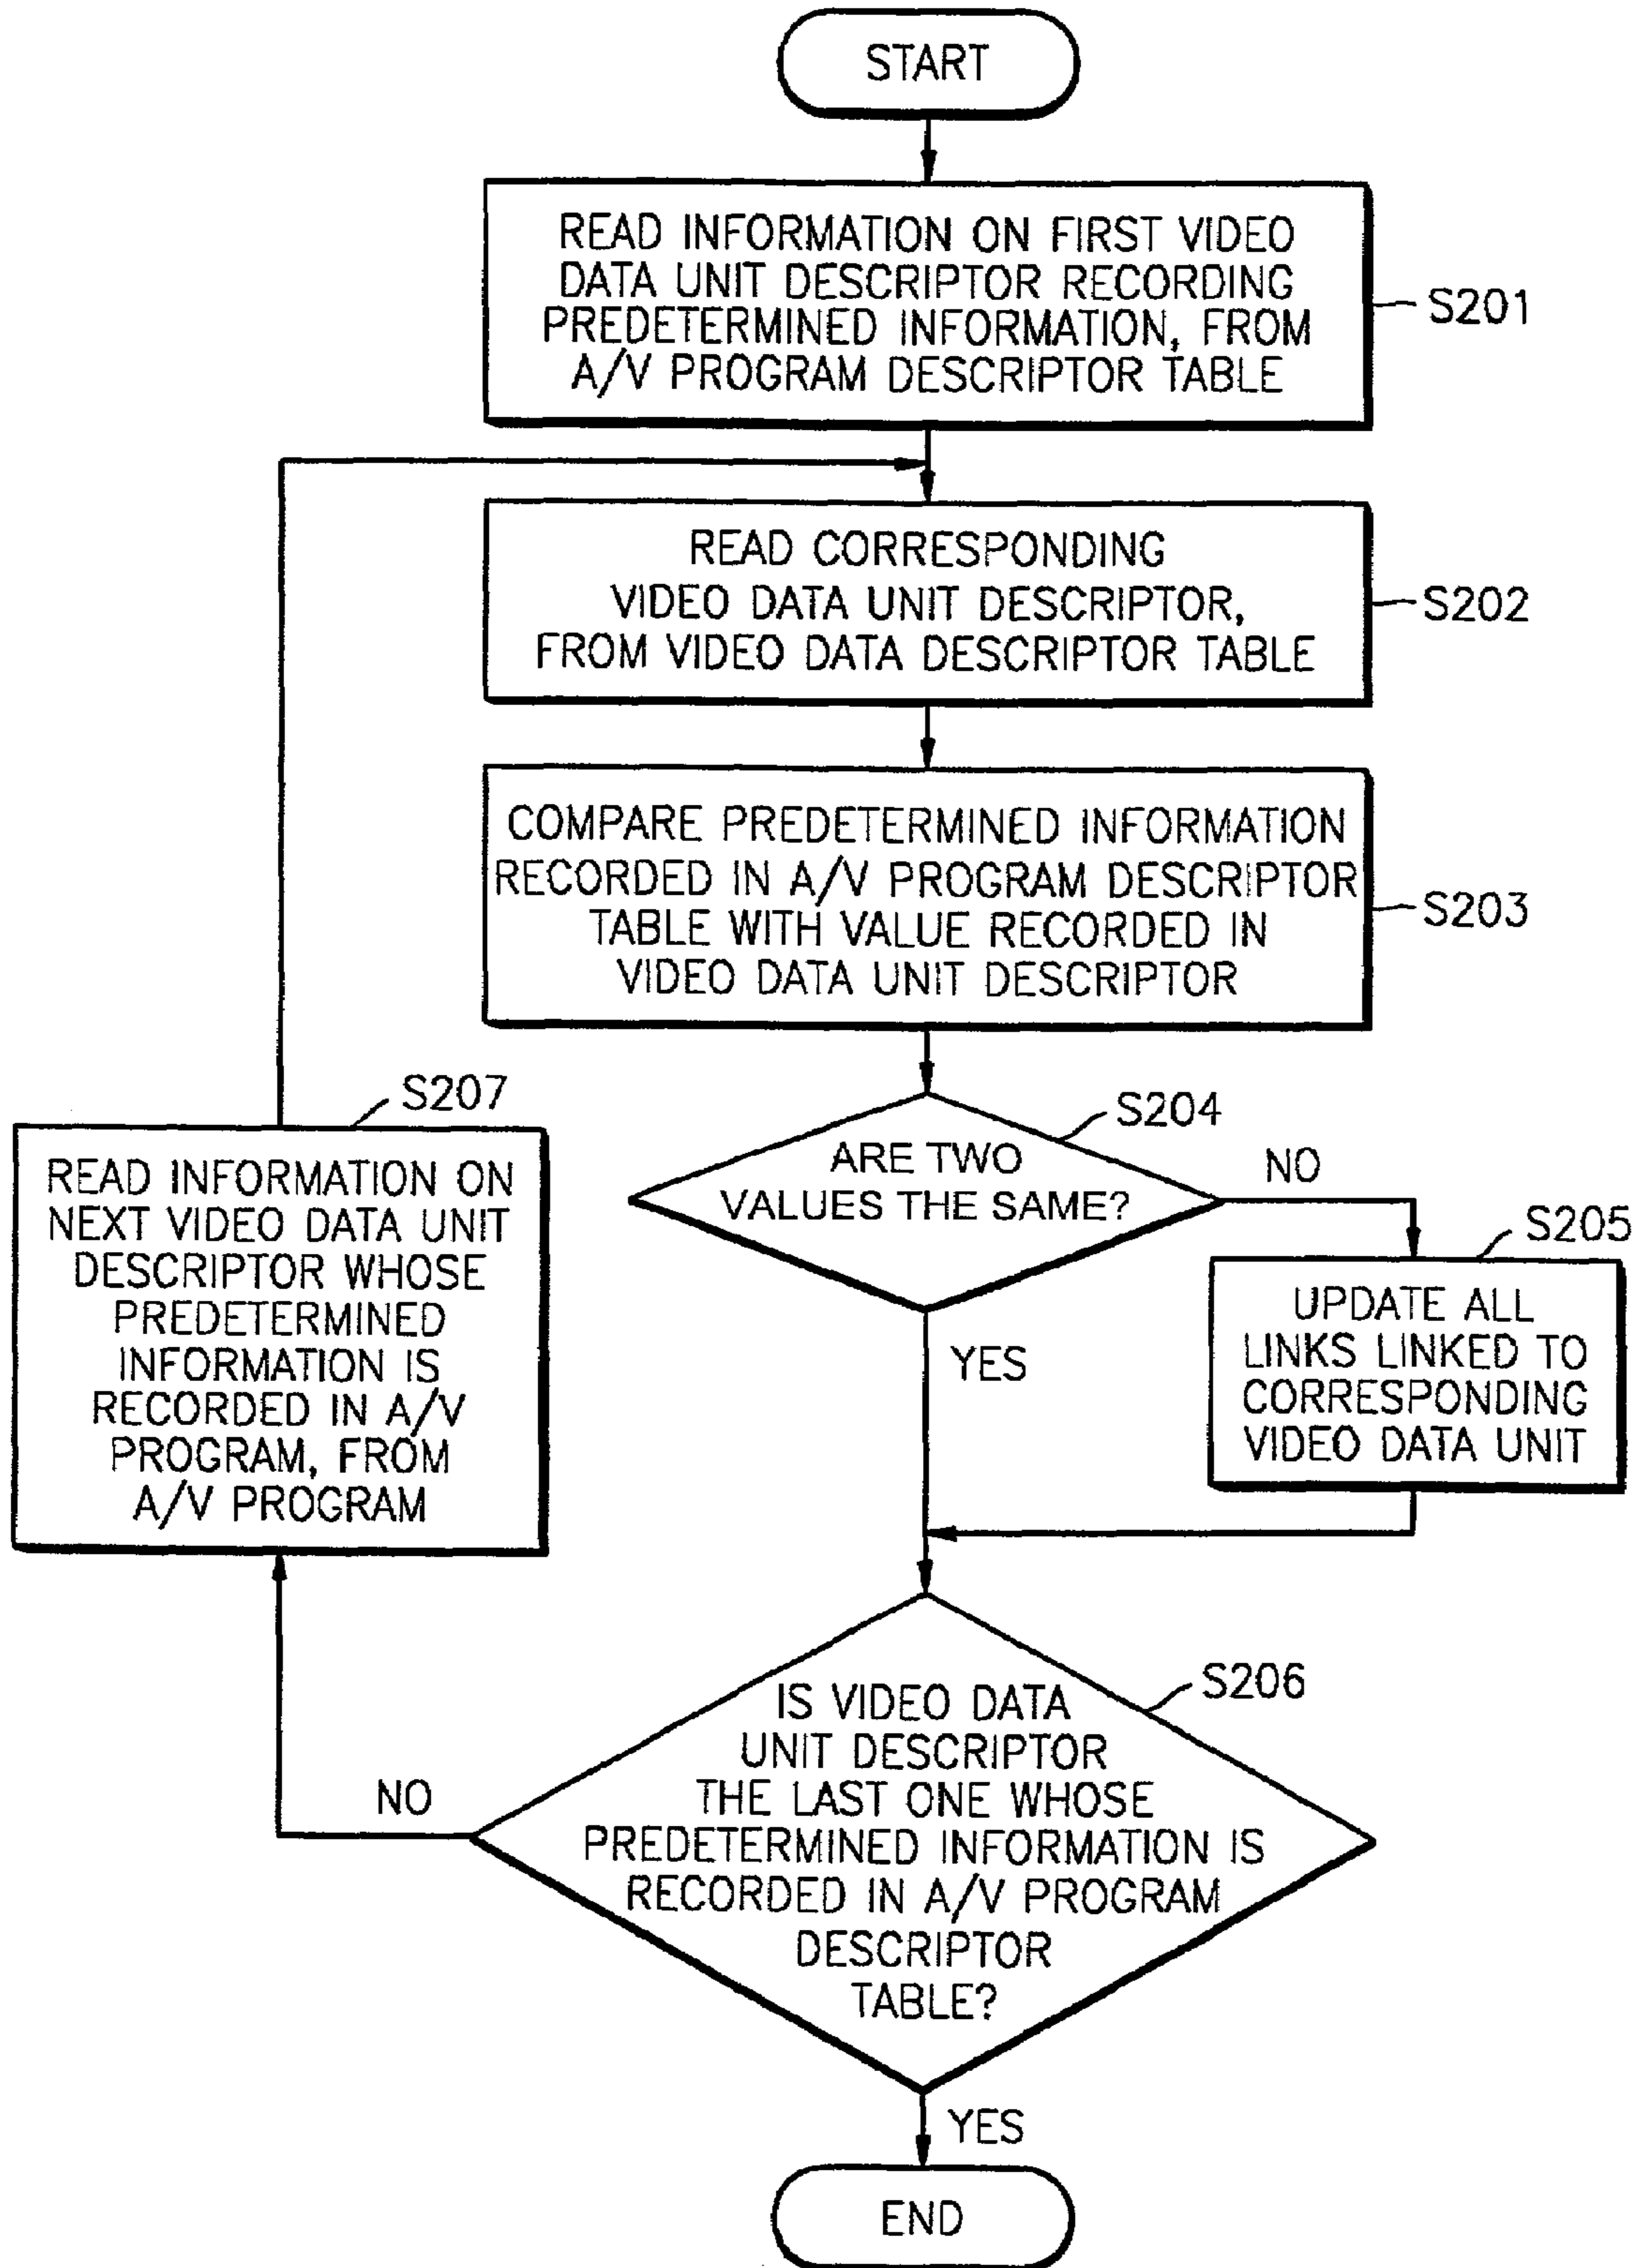 START
READ INFORMATION ON FIRST VIDEO
DATA UNIT DESCRIPTOR RECORDING
PREDETERMINED INFORMATION, FROM
A/V PROGRAM DESCRIPTOR TABLE
S201
READ CORRESPONDING
VIDEO DATA UNIT DESCRIPTOR,
FROM VIDEO DATA DESCRIPTOR TABLE
S202
COMPARE PREDETERMINED INFORMATION
RECORDED IN A/V PROGRAM DESCRIPTOR
TABLE WITH VALUE RECORDED IN
VIDEO DATA UNIT DESCRIPTOR
S203
S204
ARE TWO
VALUES THE SAME?
NO
YES
S205
UPDATE ALL
LINKS LINKED TO
CORRESPONDING
VIDEO DATA UNIT
S207
READ INFORMATION ON
NEXT VIDEO DATA UNIT
DESCRIPTOR WHOSE
PREDETERMINED
INFORMATION IS
RECORDED IN A/V
PROGRAM, FROM
A/V PROGRAM
S206
IS VIDEO DATA
UNIT DESCRIPTOR
THE LAST ONE WHOSE
PREDETERMINED INFORMATION IS
RECORDED IN A/V PROGRAM
DESCRIPTOR
TABLE?
NO
YES
END